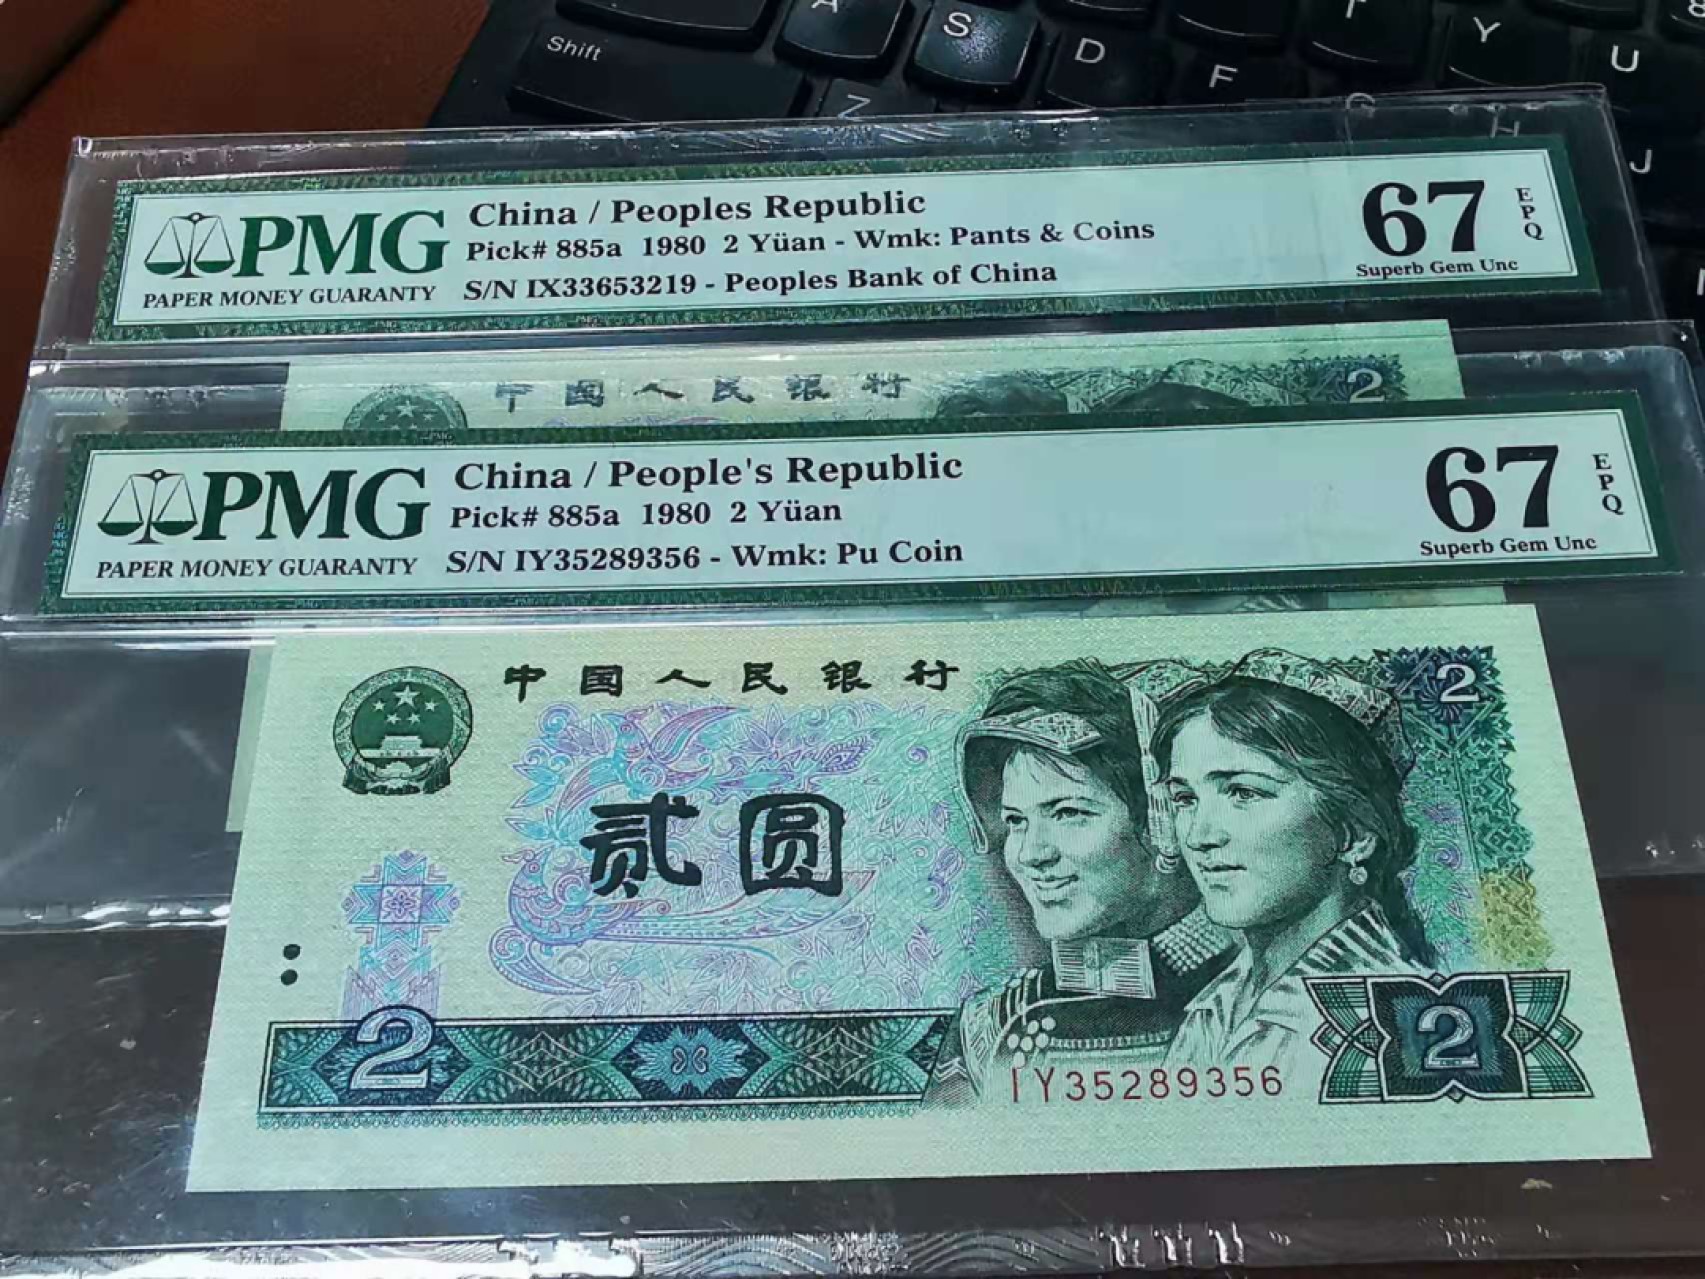 Shift
A
S
D
F
G
H
J
Y
U
Z
PMG
PAPER MONEY GUARANTY
China / Peoples Republic
Pick# 885a 1980 2 Yüan - Wmk: Pants & Coins
S/N IX33653219 - Peoples Bank of China
67
EPQ
Superb Gem Unc
中国人民银行
2
PMG
PAPER MONEY GUARANTY
China / People's Republic
Pick# 885a 1980 2 Yüan
S/N IY35289356 - Wmk: Pu Coin
67
EPQ
Superb Gem Unc
中国人民银行
2
贰圆
2
2
IY35289356